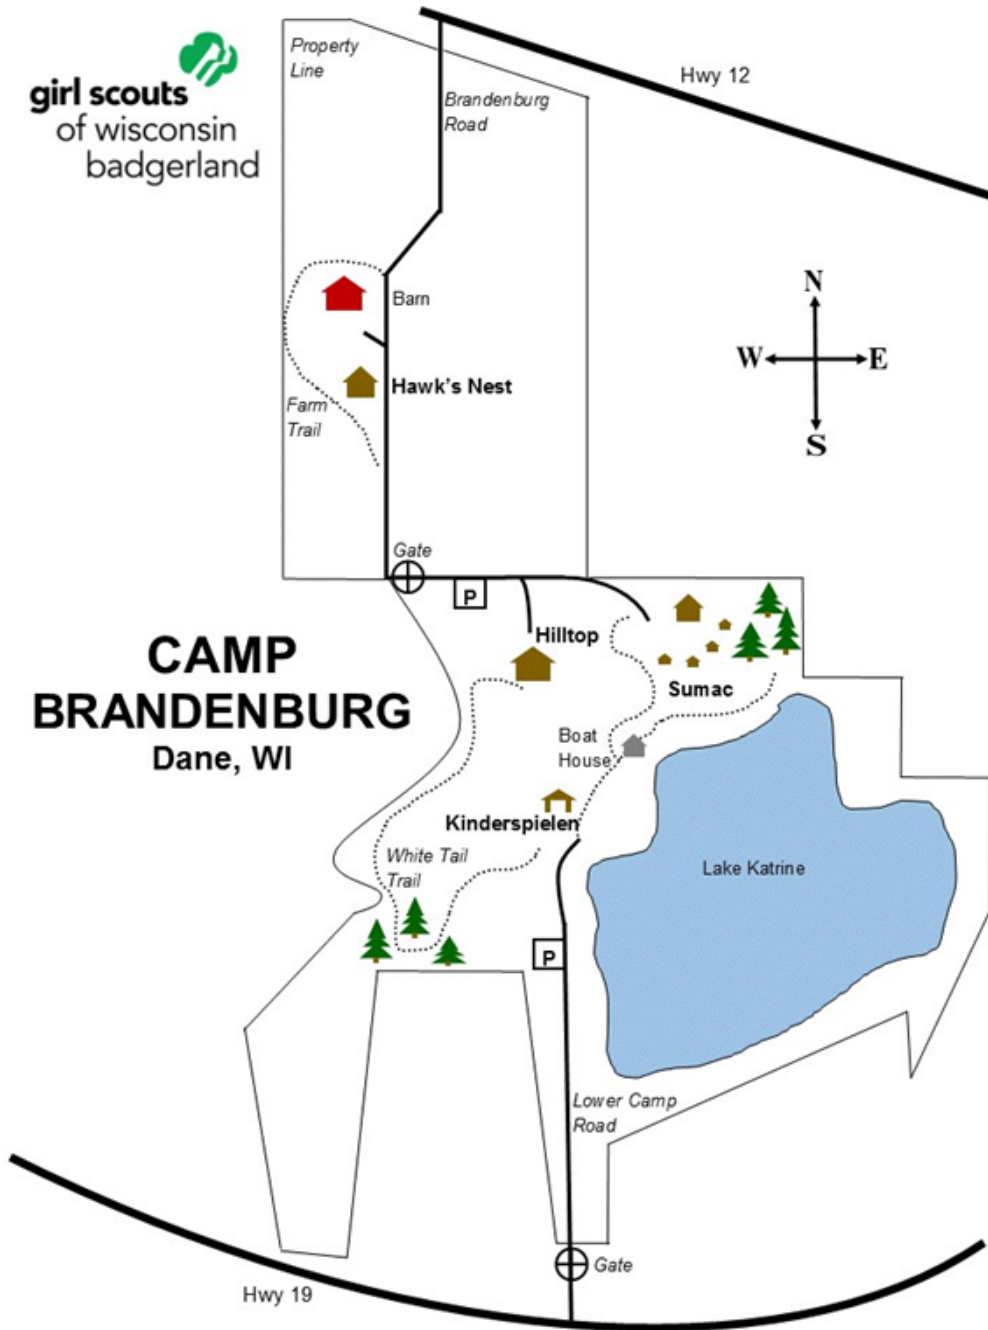 Property
Line
Hwy 12
girl scouts
of wisconsin
badgerland
Brandenburg
Road
N
W
E
S
Barn
Hawk's Nest
Farm
Trail
Gate
P
Hilltop
CAMP
BRANDENBURG
Dane, WI
Sumac
Boat
House
Kinderspielen
White Tail
Trail
Lake Katrine
P
Lower Camp
Road
Gate
Hwy 19